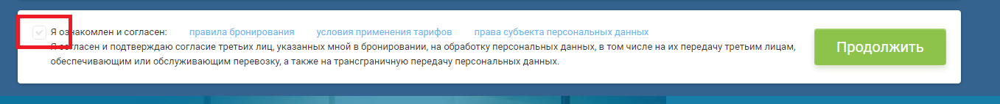 Я ознакомлен и согласен: правила бронирования условия применения тарифов права субъекта персональных данных
Я согласен и подтверждаю согласие третьих лиц, указанных мной в бронировании, на обработку персональных данных, в том числе на их передачу третьим лицам,
обеспечивающим или обслуживающим перевозку, а также на трансграничную передачу персональных данных.
Продолжить